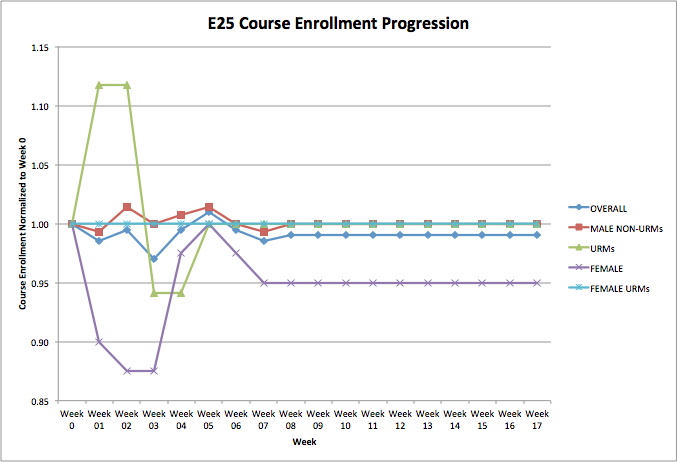 E25 Course Enrollment Progression
Course Enrollment Normalized to Week 0
1.15
1.10
1.05
1.00
0.95
0.90
0.85
Week 0
Week 01
Week 02
Week 03
Week 04
Week 05
Week 06
Week 07
Week 08
Week 09
Week 10
Week 11
Week 12
Week 13
Week 14
Week 15
Week 16
Week 17
Week
OVERALL
MALE NON-URMs
URMs
FEMALE
FEMALE URMs